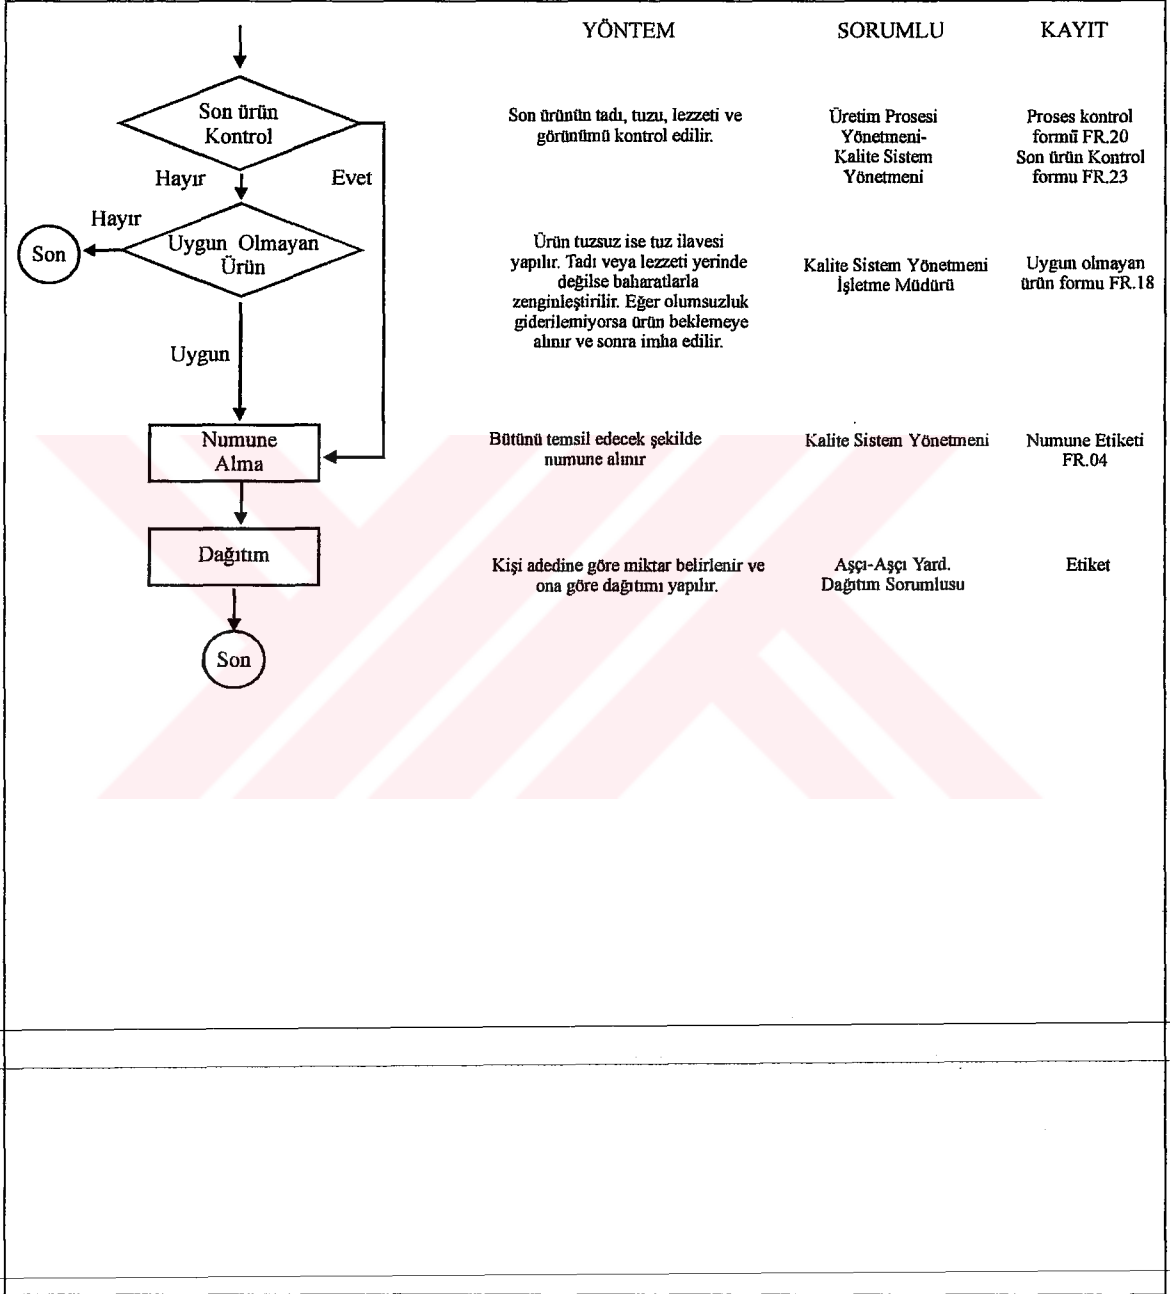 YÖNTEM
SORUMLU
KAYIT
Son ürün
Kontrol
Son ürünün tadı, tuzu, lezzeti ve
görünümü kontrol edilir.
Üretim Prosesi
Yönetmeni-
Kalite Sistem
Yönetmeni
Proses kontrol
formü FR.20
Son ürün Kontrol
formu FR.23
Hayır
Evet
Hayır
Son
Uygun Olmayan
Ürün
Ürün tuzsuz ise tuz ilavesi
yapılır. Tadı veya lezzeti yerinde
değilse baharatlarla
zenginleştirilir. Eğer olumsuzluk
giderilemiyorsa ürün beklemeye
alınır ve sonra imha edilir.
Kalite Sistem Yönetmeni
İşletme Müdürü
Uygun olmayan
ürün formu FR.18
Uygun
Numune
Alma
Bütünü temsil edecek şekilde
numune alınır
Kalite Sistem Yönetmeni
Numune Etiketi
FR.04
Dağıtım
Kişi adedine göre miktar belirlenir ve
ona göre dağıtımı yapılır.
Aşçı-Aşçı Yard.
Dağıtım Sorumlusu
Etiket
Son